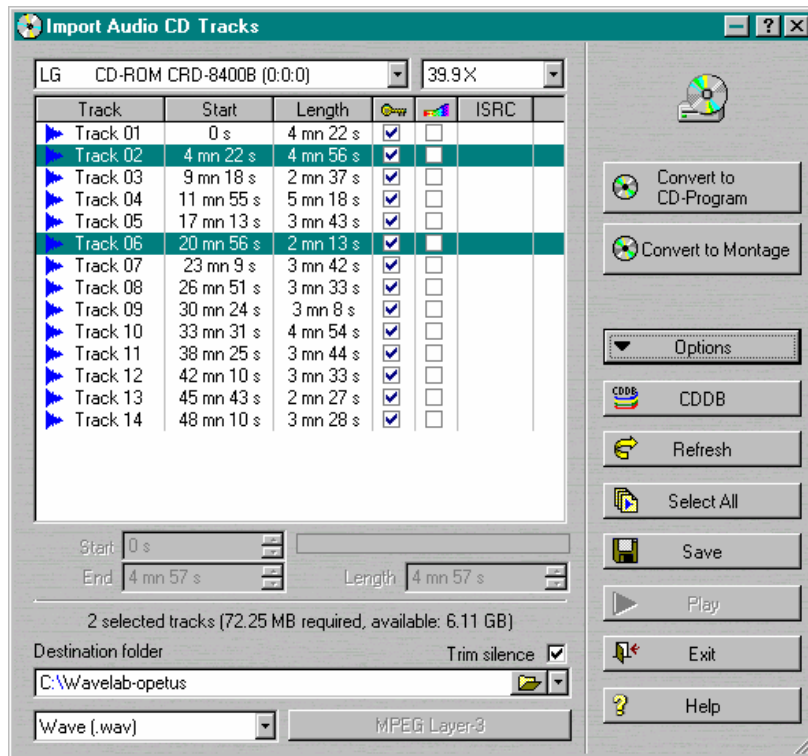 Import Audio CD Tracks
LG CD-ROM CRD-8400B (0:0:0) 39.9 X
Track Start Length ISRC
Track 01 0 s 4 mn 22 s
Track 02 4 mn 22 s 4 mn 56 s
Track 03 9 mn 18 s 2 mn 37 s
Track 04 11 mn 55 s 5 mn 18 s
Track 05 17 mn 13 s 3 mn 43 s
Track 06 20 mn 56 s 2 mn 13 s
Track 07 23 mn 9 s 3 mn 42 s
Track 08 26 mn 51 s 3 mn 33 s
Track 09 30 mn 24 s 3 mn 8 s
Track 10 33 mn 31 s 4 mn 54 s
Track 11 38 mn 25 s 3 mn 44 s
Track 12 42 mn 10 s 3 mn 33 s
Track 13 45 mn 43 s 2 mn 27 s
Track 14 48 mn 10 s 3 mn 28 s
Start 0 s
End 4 mn 57 s Length 4 mn 57 s
2 selected tracks (72.25 MB required, available: 6.11 GB)
Destination folder Trim silence
C:\Wavelab-opetus
Wave (.wav) MPEG Layer-3
Convert to
CD-Program
Convert to Montage
Options
CDDB CDDB
Refresh
Select All
Save
Play
Exit
Help